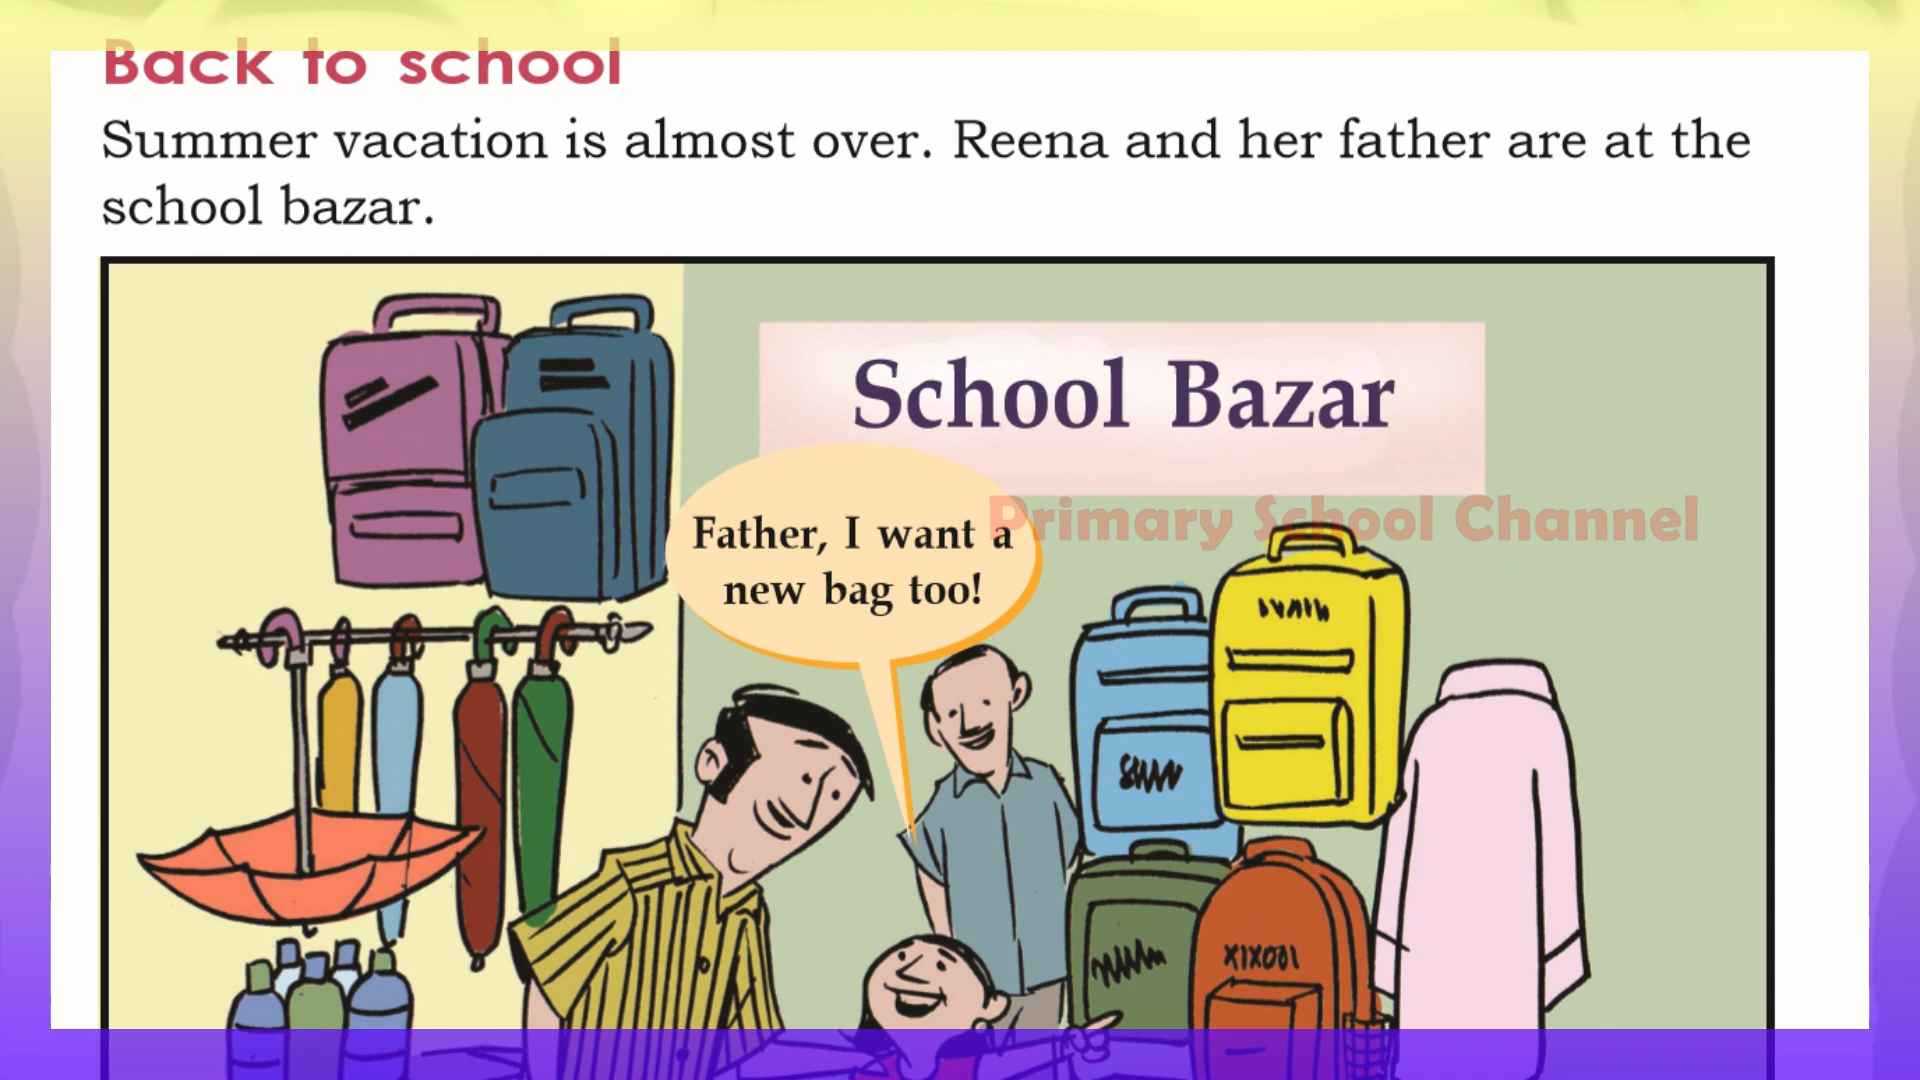 Back to school
Summer vacation is almost over. Reena and her father are at the
school bazar.
School Bazar
Father, I want a
new bag too!
Primary School Channel